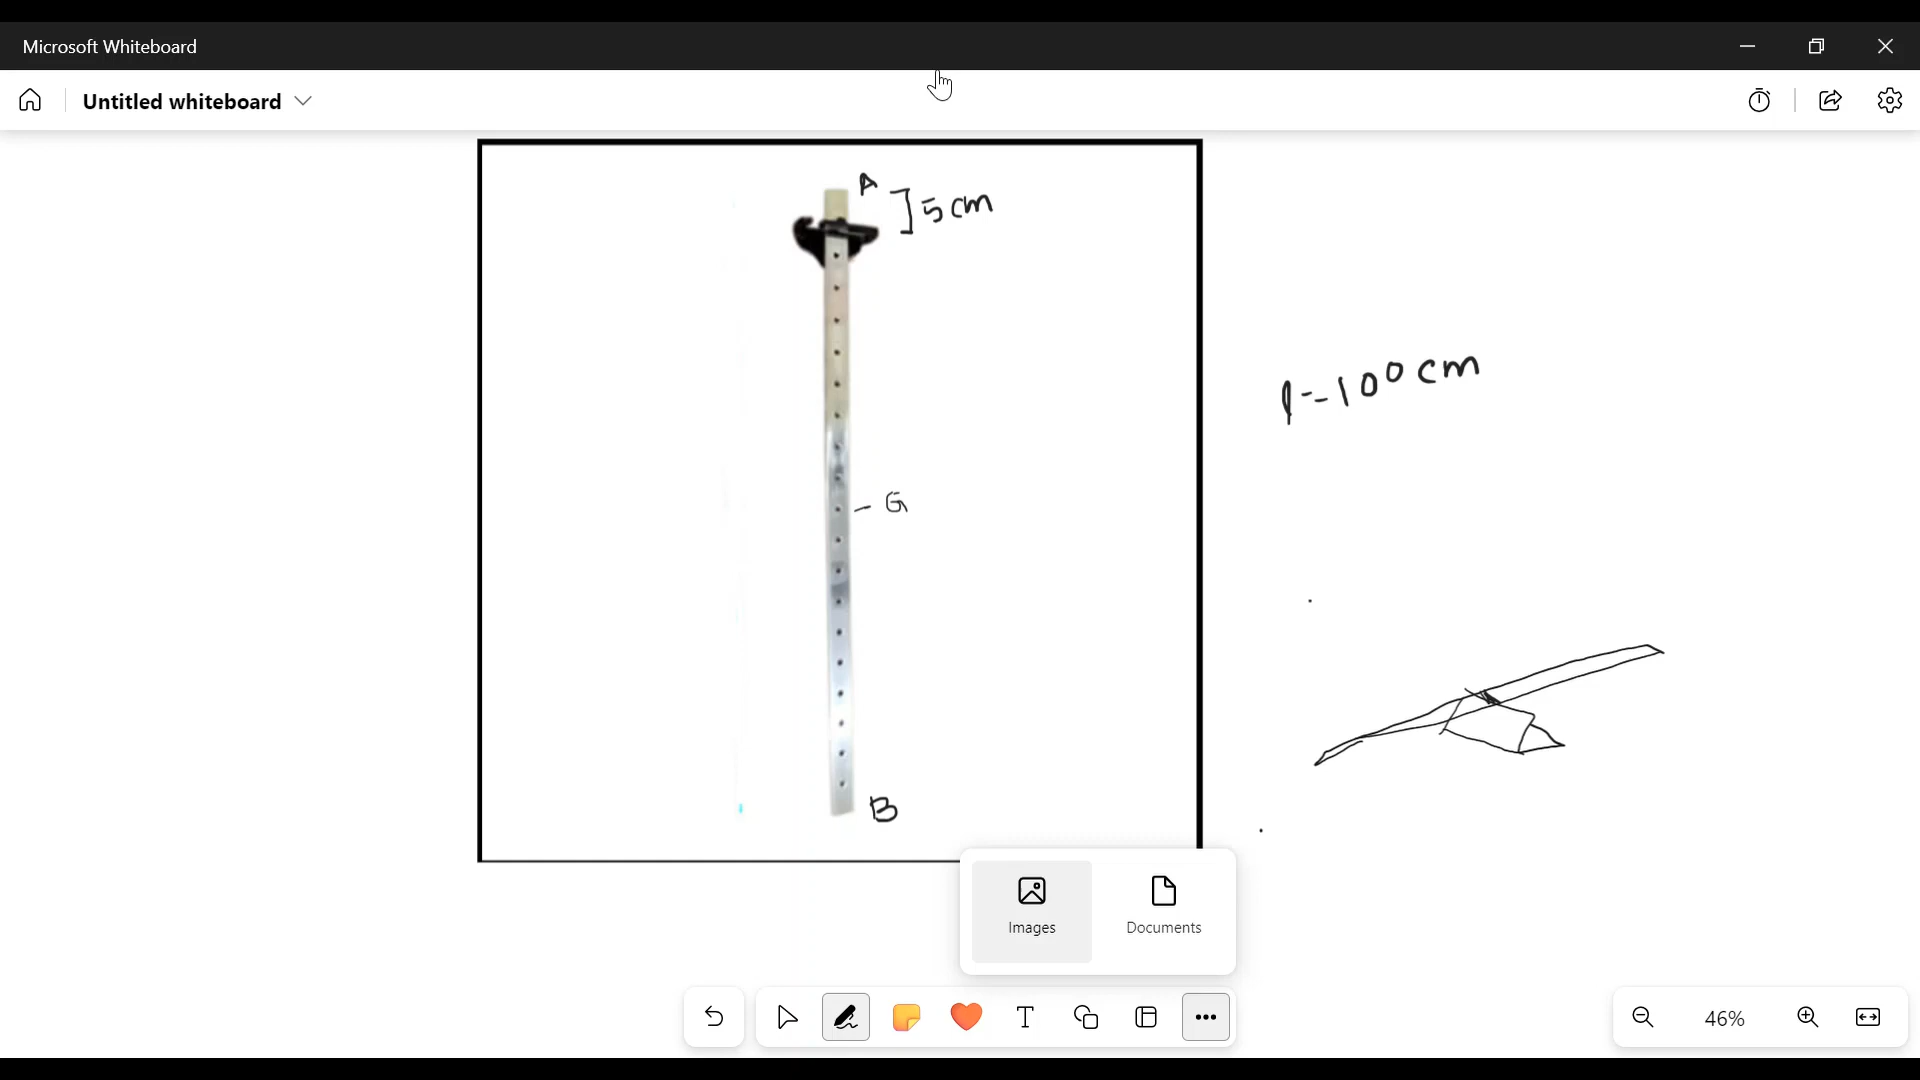 Microsoft Whiteboard
Untitled whiteboard
A
5 cm
l = 100 cm
G
B
Images
Documents
T
46%